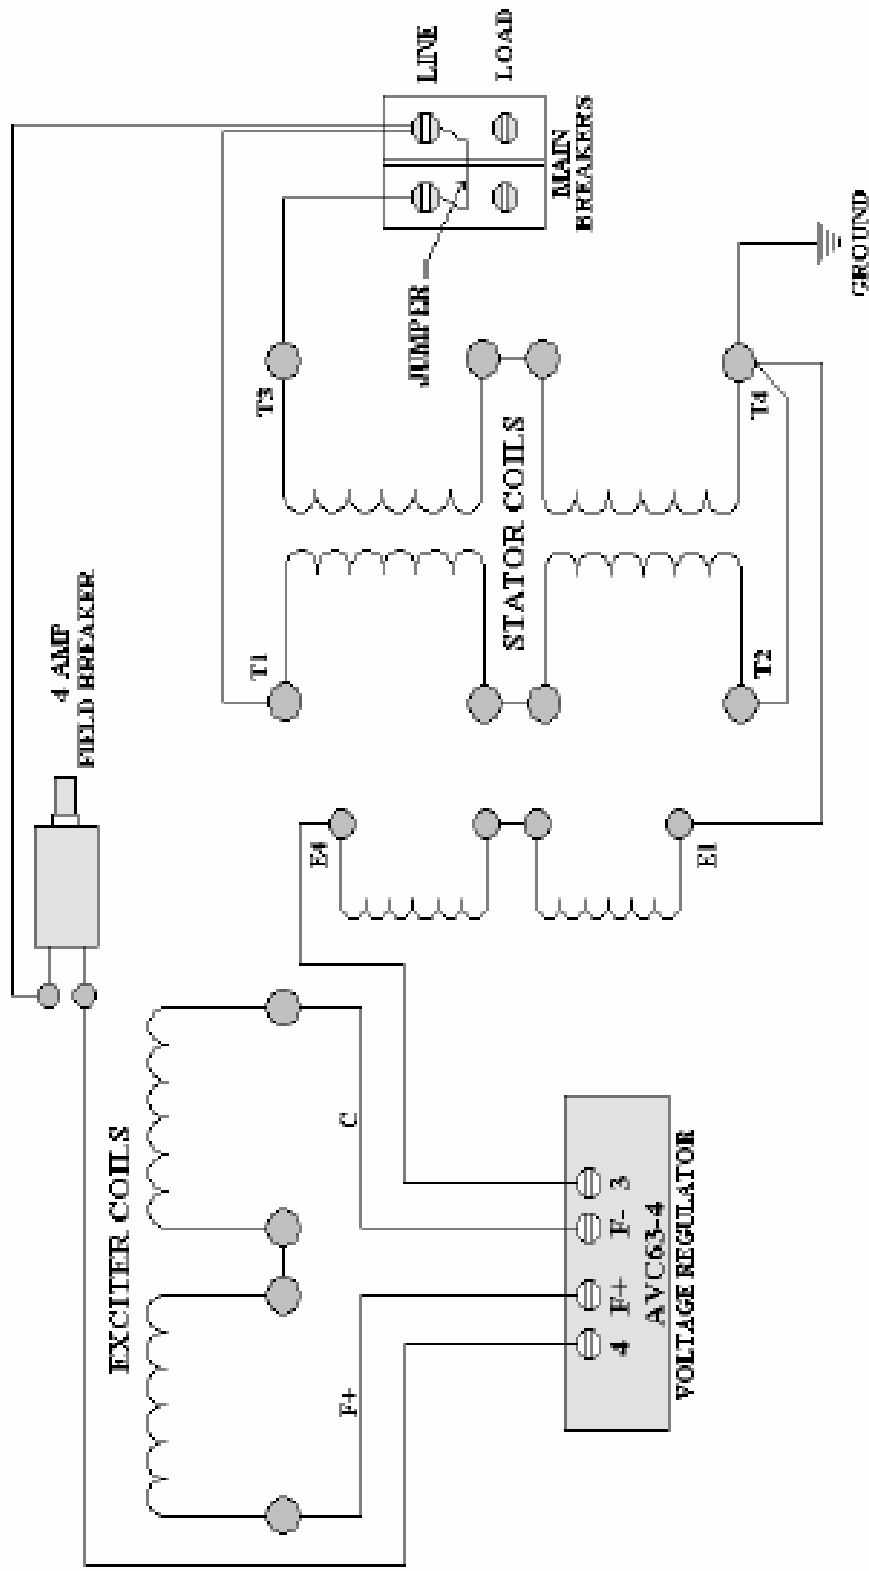 4 AMP
FIELD BREAKER
LINE
LOAD
MAIN
BREAKERS
JUMPER
T3
T1
STATOR COILS
T4
T2
GROUND
E4
E1
EXCITER COILS
C
F+
3
F-
F+
4
AVC63-4
VOLTAGE REGULATOR